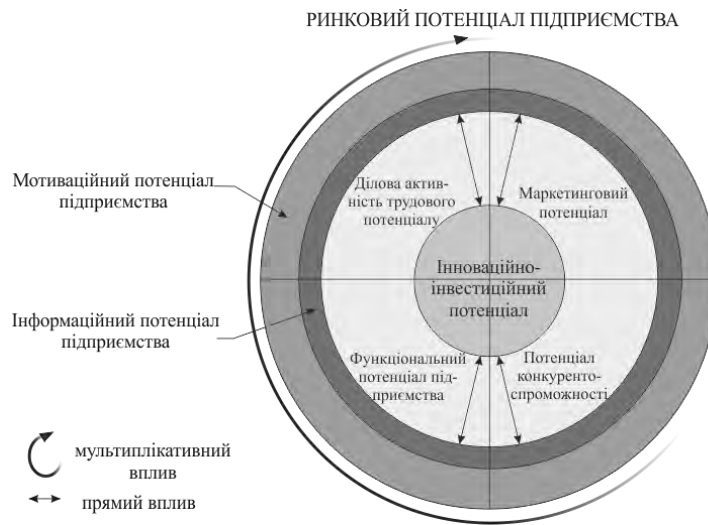 РИНКОВИЙ ПОТЕНЦІАЛ ПІДПРИЄМСТВА
Мотиваційний потенціал
підприємства
Інформаційний потенціал
підприємства
Ділова актив-
ність трудового
потенціалу
Маркетинговий
потенціал
Інноваційно-
інвестиційний
потенціал
Функціональний
потенціал під-
приємства
Потенціал
конкуренто-
спроможності
мультиплікативний
вплив
прямий вплив